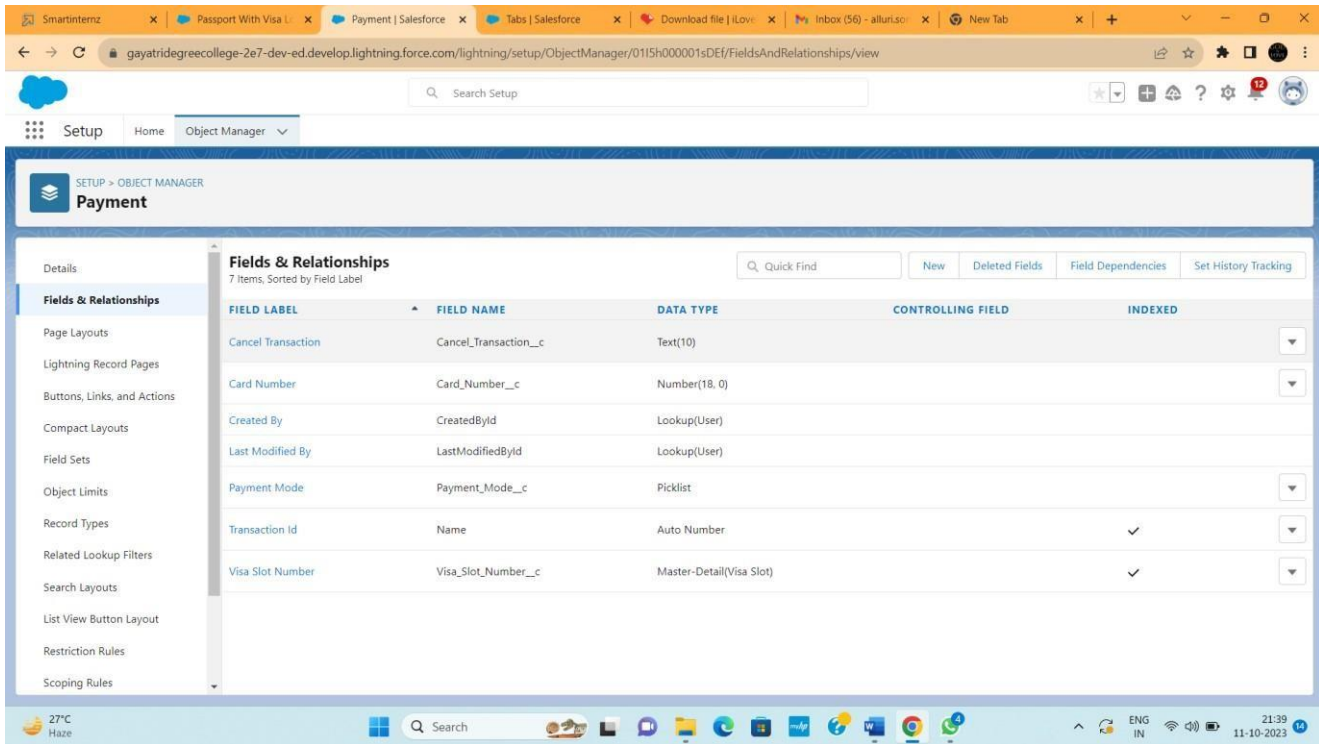 Smartinternz
Passport With Visa L
Payment | Salesforce
Tabs | Salesforce
Download file | iLove
Inbox (56) - alluri.sor
New Tab
gayatridegreecollege-2e7-dev-ed.develop.lightning.force.com/lightning/setup/ObjectManager/01I5h000001sDEf/FieldsAndRelationships/view
Search Setup
12
Setup Home Object Manager
SETUP > OBJECT MANAGER
Payment
Details
Fields & Relationships
Page Layouts
Lightning Record Pages
Buttons, Links, and Actions
Compact Layouts
Field Sets
Object Limits
Record Types
Related Lookup Filters
Search Layouts
List View Button Layout
Restriction Rules
Scoping Rules
Fields & Relationships
7 Items, Sorted by Field Label
Quick Find
New
Deleted Fields
Field Dependencies
Set History Tracking
FIELD LABEL FIELD NAME DATA TYPE CONTROLLING FIELD INDEXED
Cancel Transaction Cancel_Transaction__c Text(10)
Card Number Card_Number__c Number(18, 0)
Created By CreatedById Lookup(User)
Last Modified By LastModifiedById Lookup(User)
Payment Mode Payment_Mode__c Picklist
Transaction Id Name Auto Number
Visa Slot Number Visa_Slot_Number__c Master-Detail(Visa Slot)
27°C
Haze
Search
4
ENG
IN
21:39
11-10-2023
14